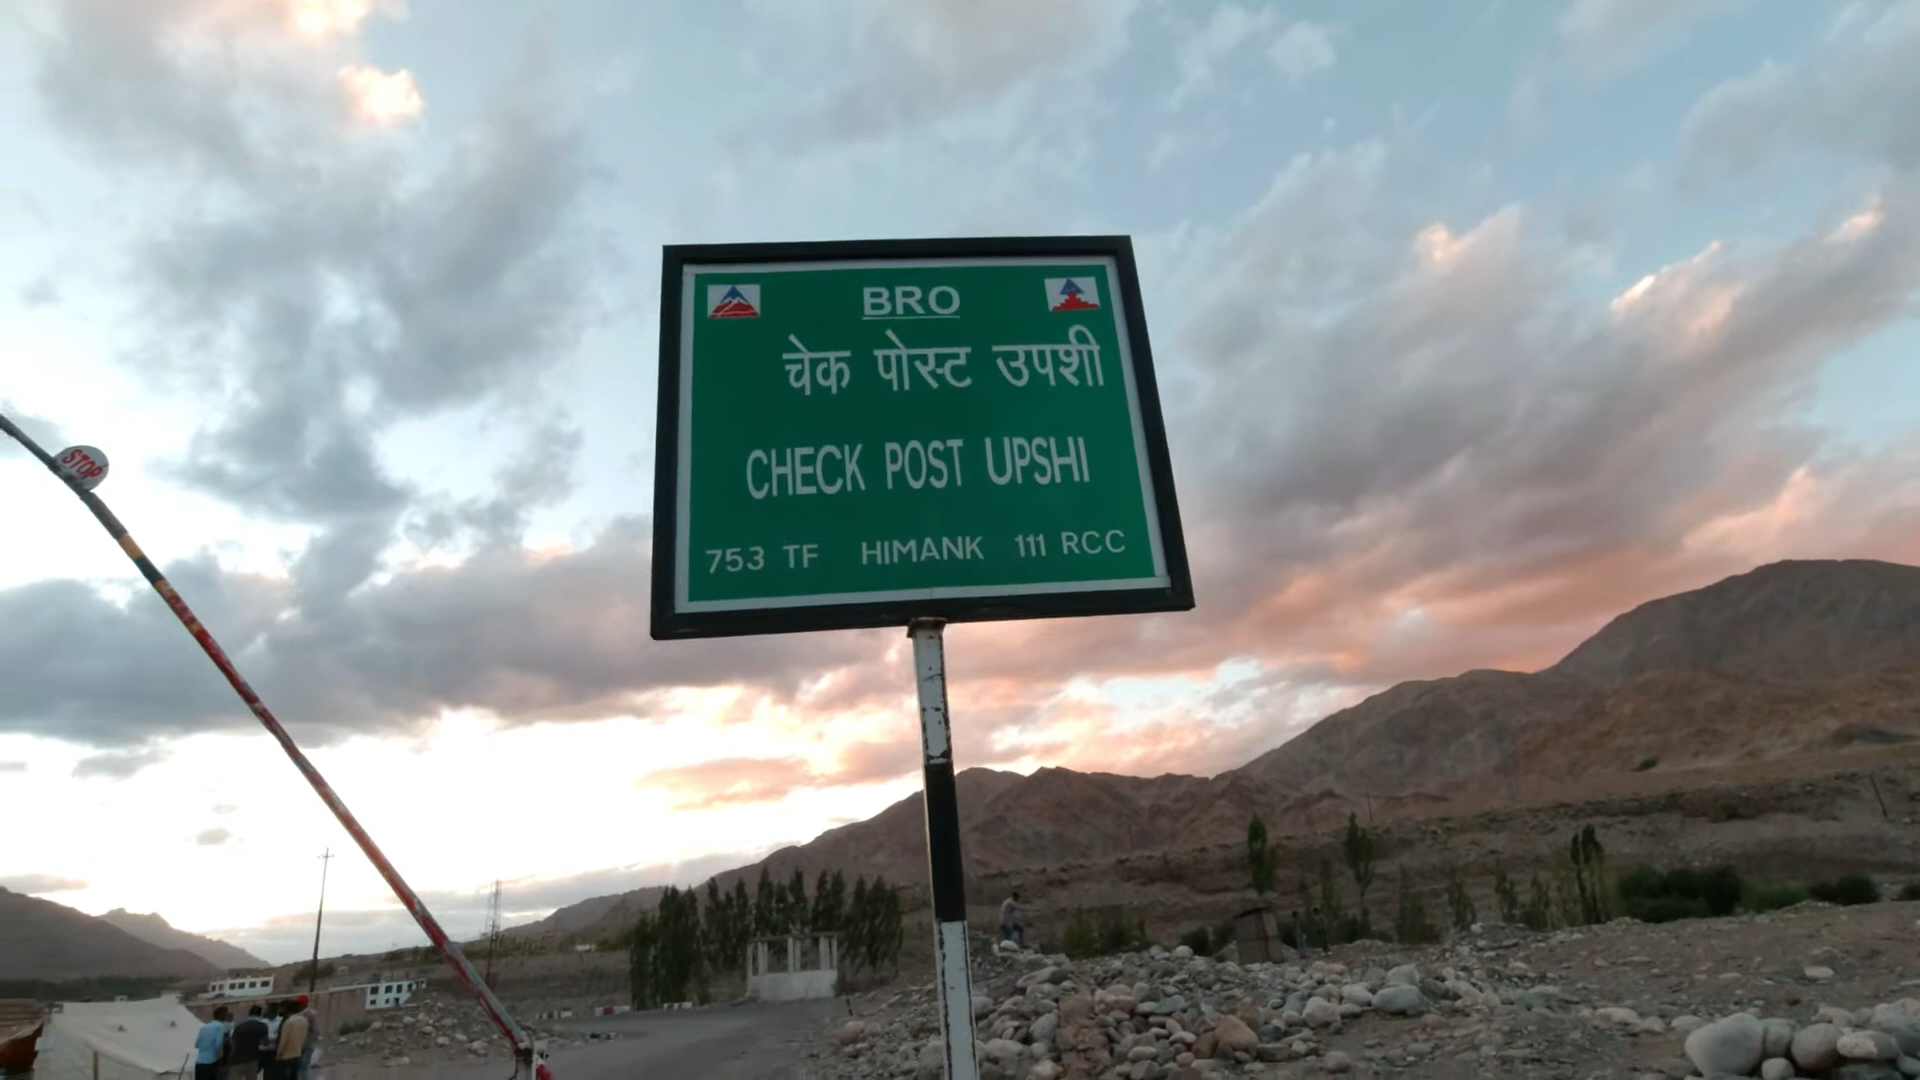 BRO
चेक पोस्ट उपशी
CHECK POST UPSHI
753 TF HIMANK 111 RCC
STOP